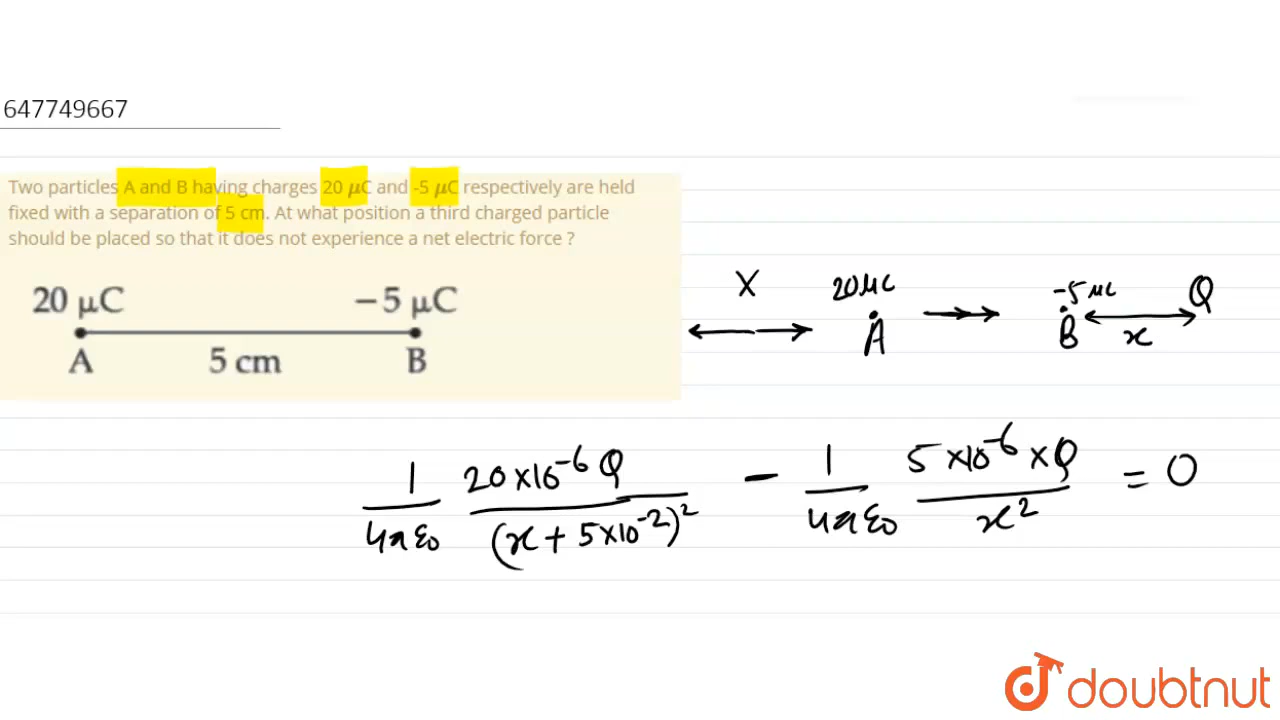 647749667
Two particles A and B having charges 20 μC and -5 μC respectively are held
fixed with a separation of 5 cm. At what position a third charged particle
should be placed so that it does not experience a net electric force ?
20 μC −5 μC
A 5 cm B
X 20μC -5 μC Q
A B x
1/4πε₀ 20×10⁻⁶Q/(x+5×10⁻²)² − 1/4πε₀ 5×10⁻⁶×Q/x² = 0
doubtnut